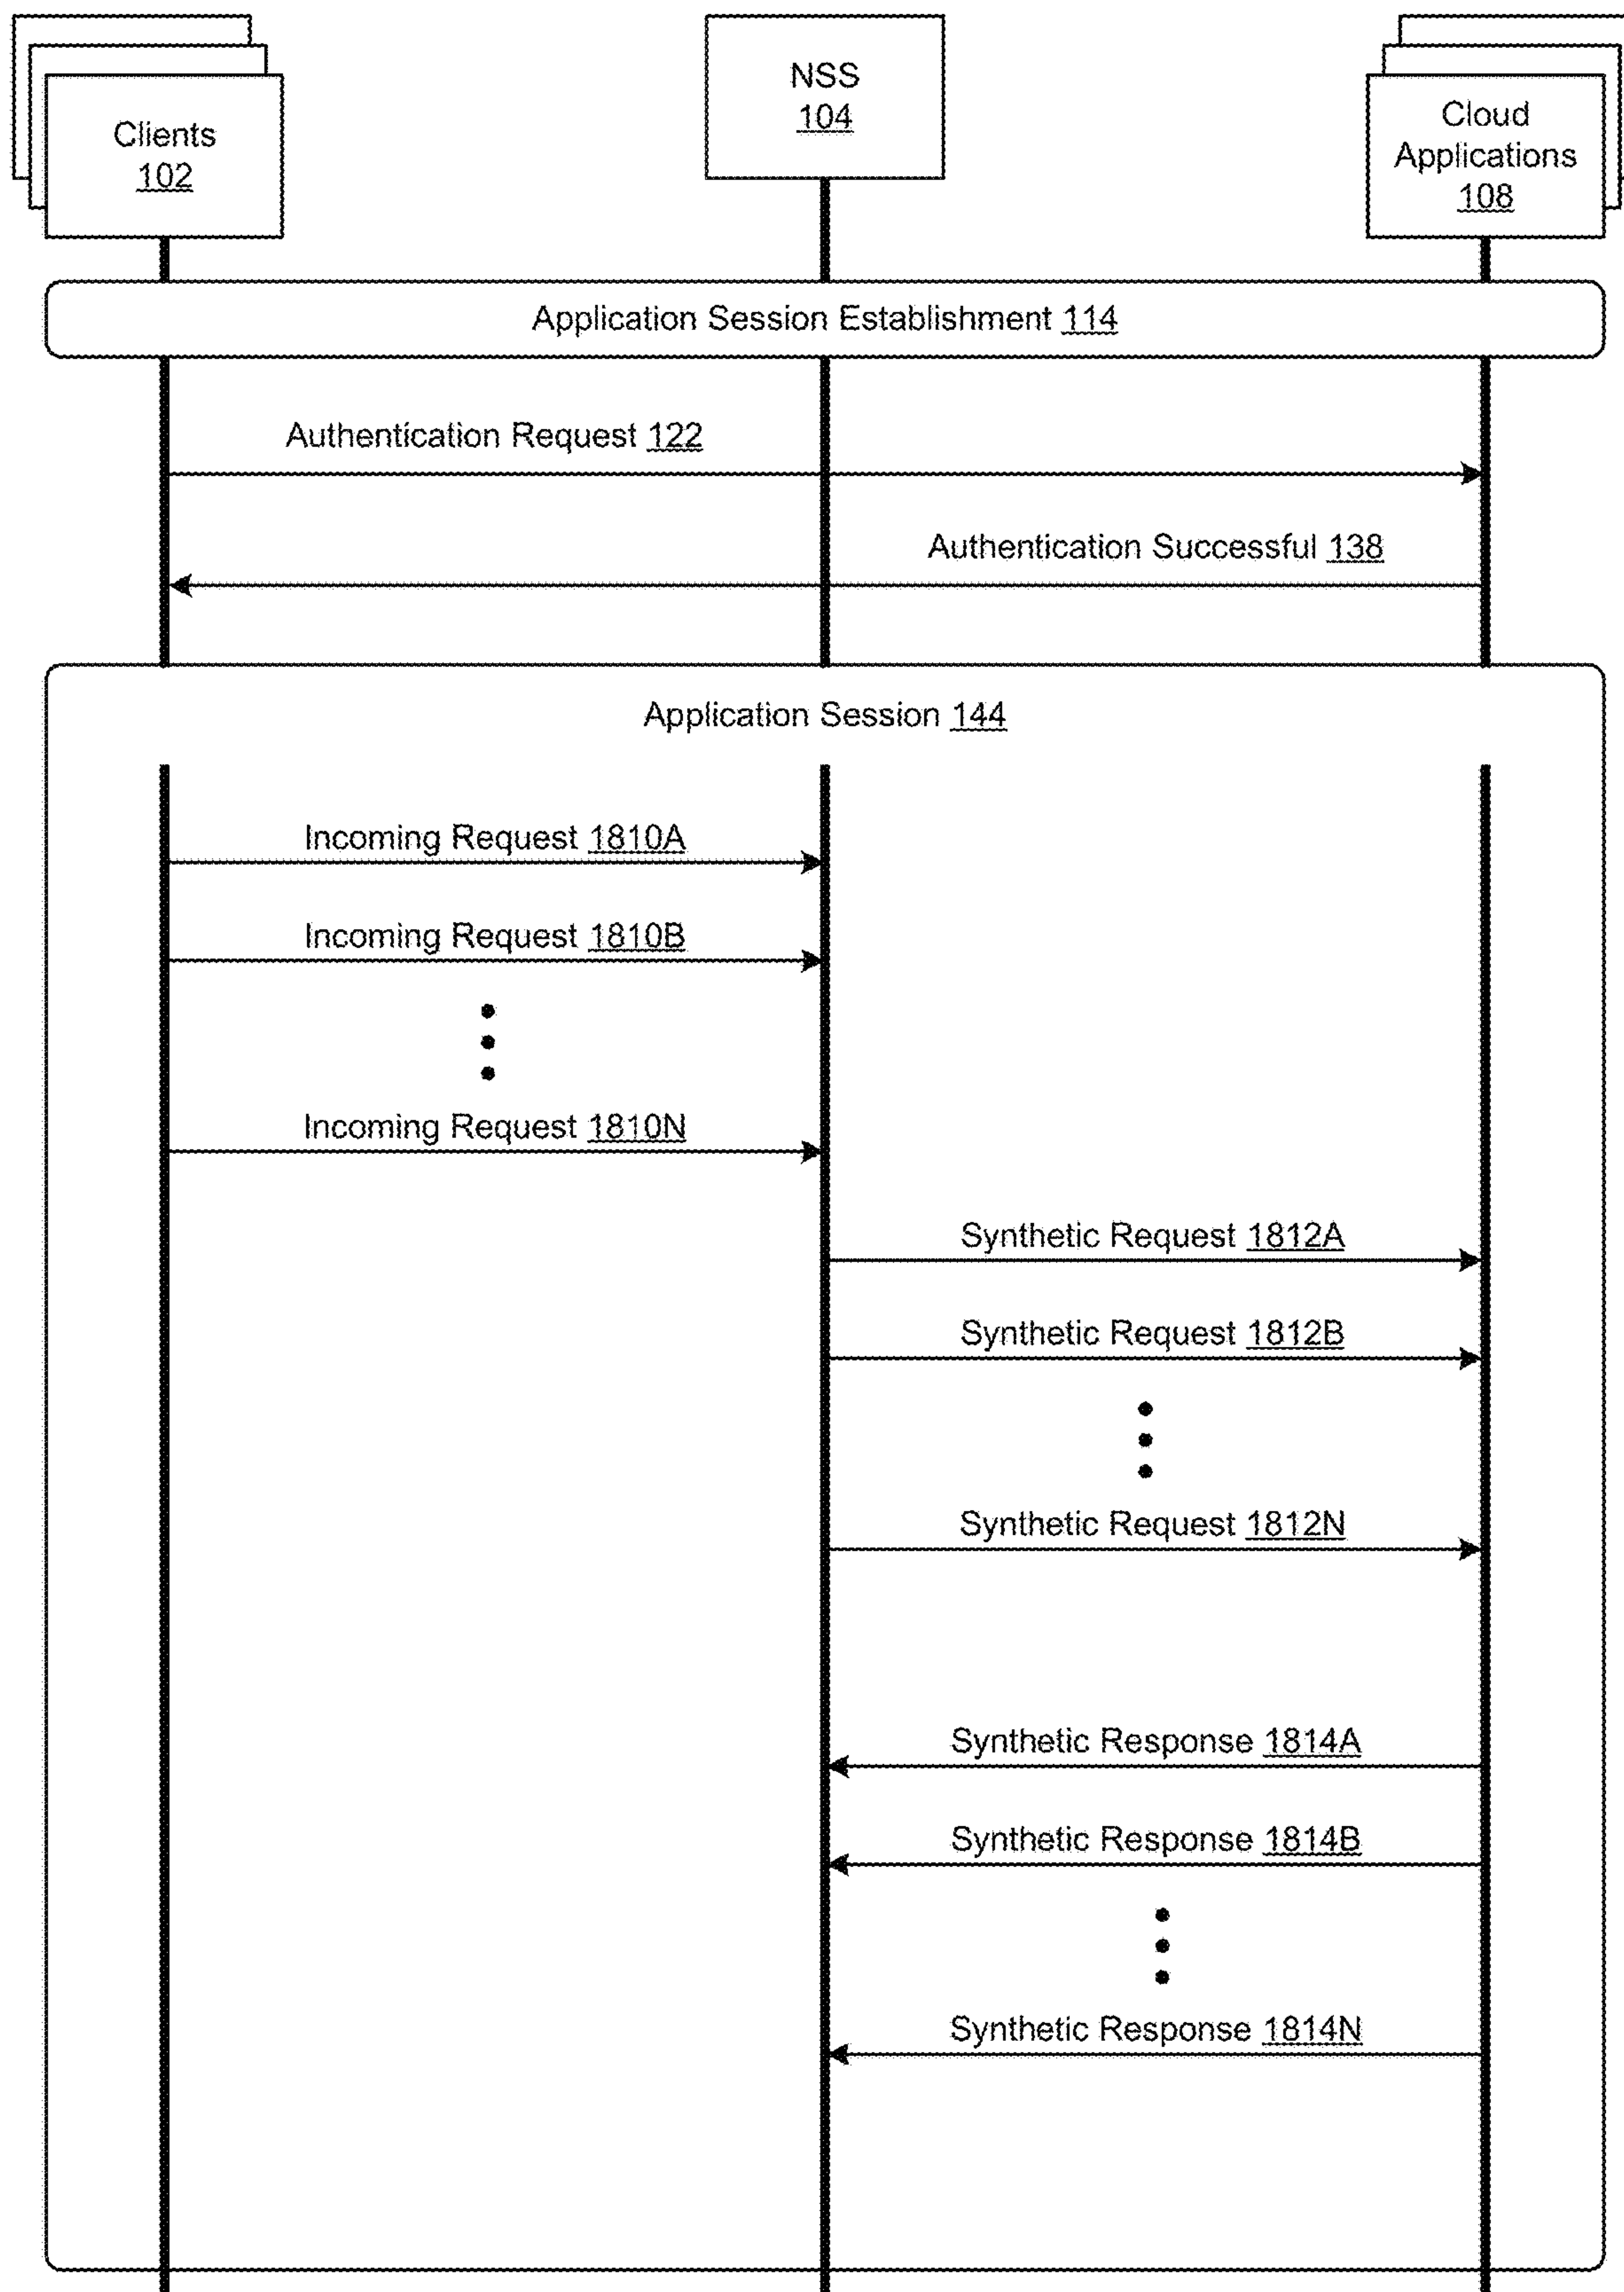 Clients
102
NSS
104
Cloud
Applications
108
Application Session Establishment 114
Authentication Request 122
Authentication Successful 138
Application Session 144
Incoming Request 1810A
Incoming Request 1810B
Incoming Request 1810N
Synthetic Request 1812A
Synthetic Request 1812B
Synthetic Request 1812N
Synthetic Response 1814A
Synthetic Response 1814B
Synthetic Response 1814N